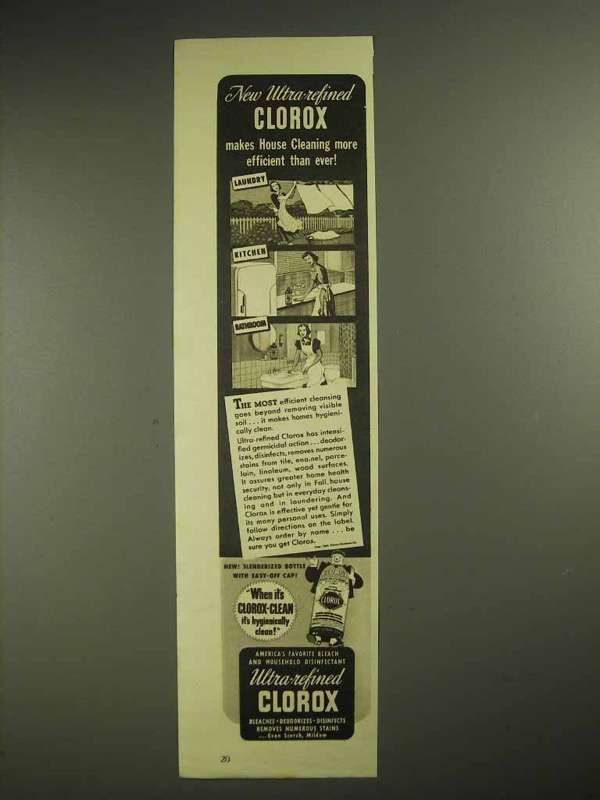 New Ultra-refined
CLOROX
makes House Cleaning more
efficient than ever!
LAUNDRY
KITCHEN
BATHROOM
THE MOST efficient cleansing
goes beyond removing visible
soil... it makes homes hygieni-
cally clean.
Ultra-refined Clorox has intensi-
fied germicidal action... deodor-
izes, disinfects, removes numerous
stains from tile, enamel, porce-
lain, linoleum, wood surfaces.
It assures greater home health
security, not only in Fall, house
cleaning but in everyday cleans-
ing and in laundering. And
Clorox is effective yet gentle for
its many personal uses. Simply
follow directions on the label.
Always order by name... be
sure you get Clorox.
NEW! SLENDERIZED BOTTLE
WITH EASY-OFF CAP!
"When it's
CLOROX-CLEAN
it's hygienically
clean!"
CLOROX
AMERICA'S FAVORITE BLEACH
AND HOUSEHOLD DISINFECTANT
Ultra-refined
CLOROX
BLEACHES · DEODORIZES · DISINFECTS
REMOVES NUMEROUS STAINS
...Even Scorch, Mildew
20